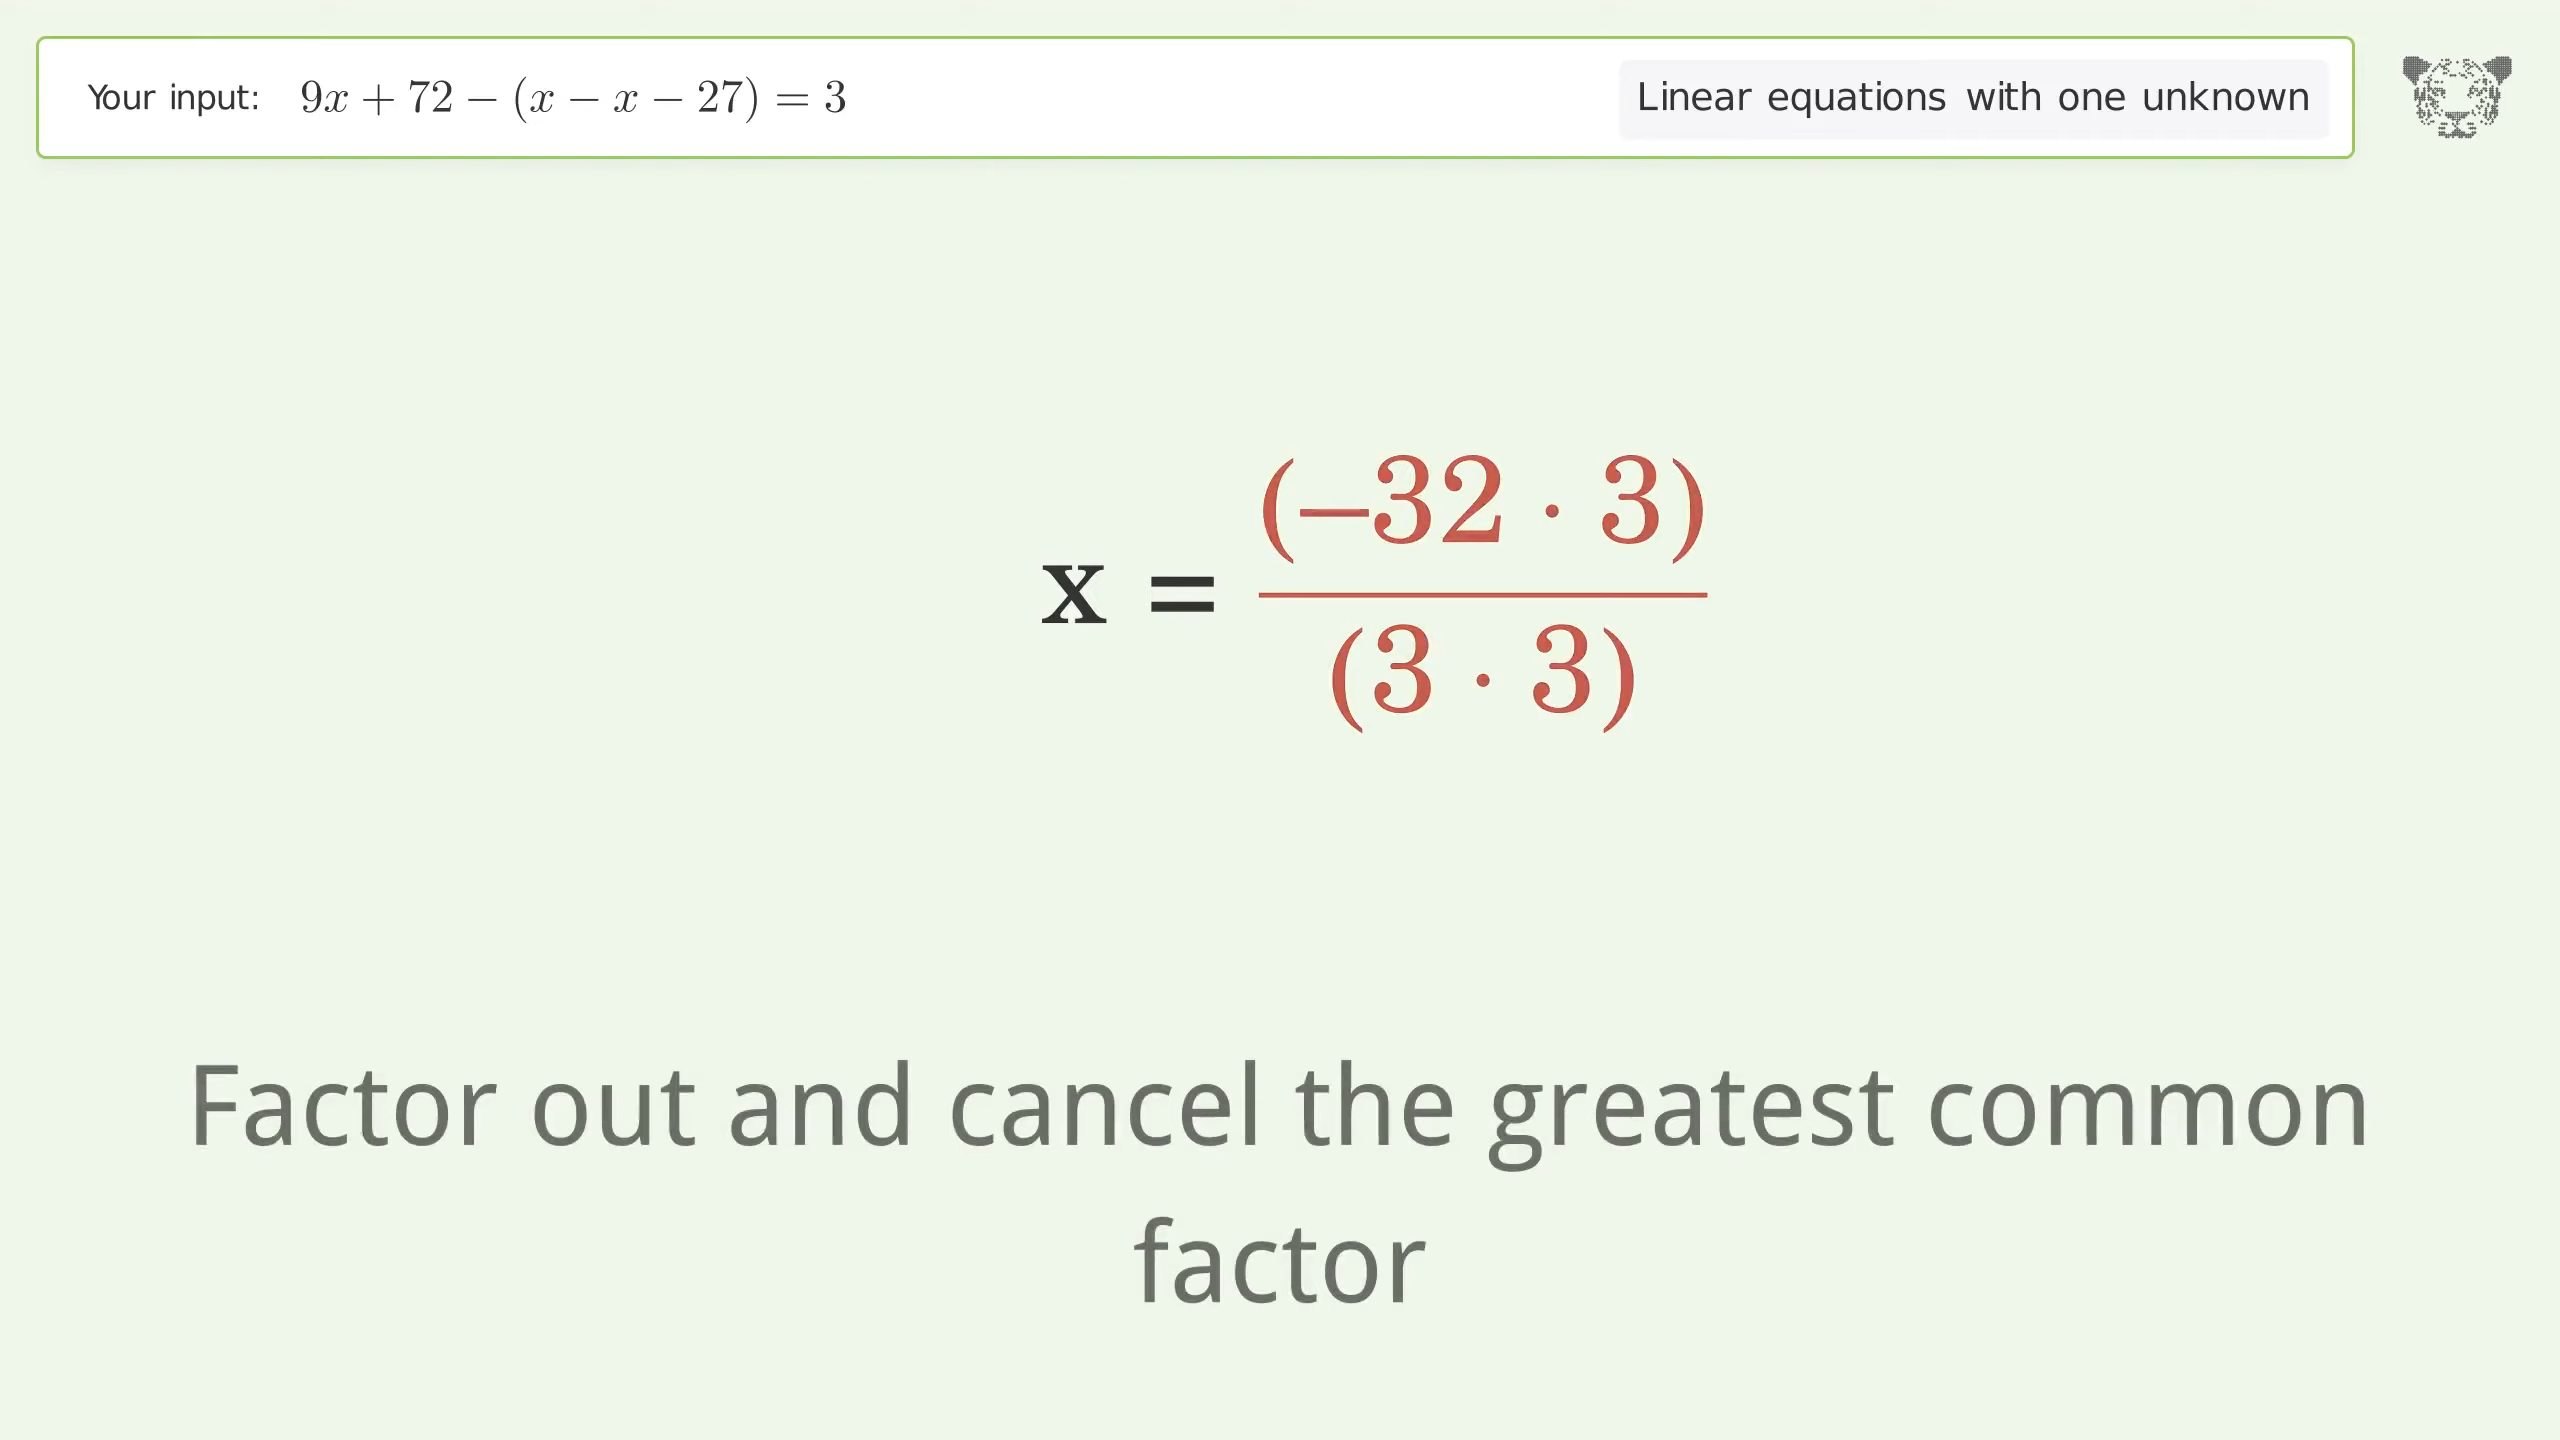 Your input: 9x + 72 − (x − x − 27) = 3
Linear equations with one unknown
x = (−32 · 3) / (3 · 3)
Factor out and cancel the greatest common
factor